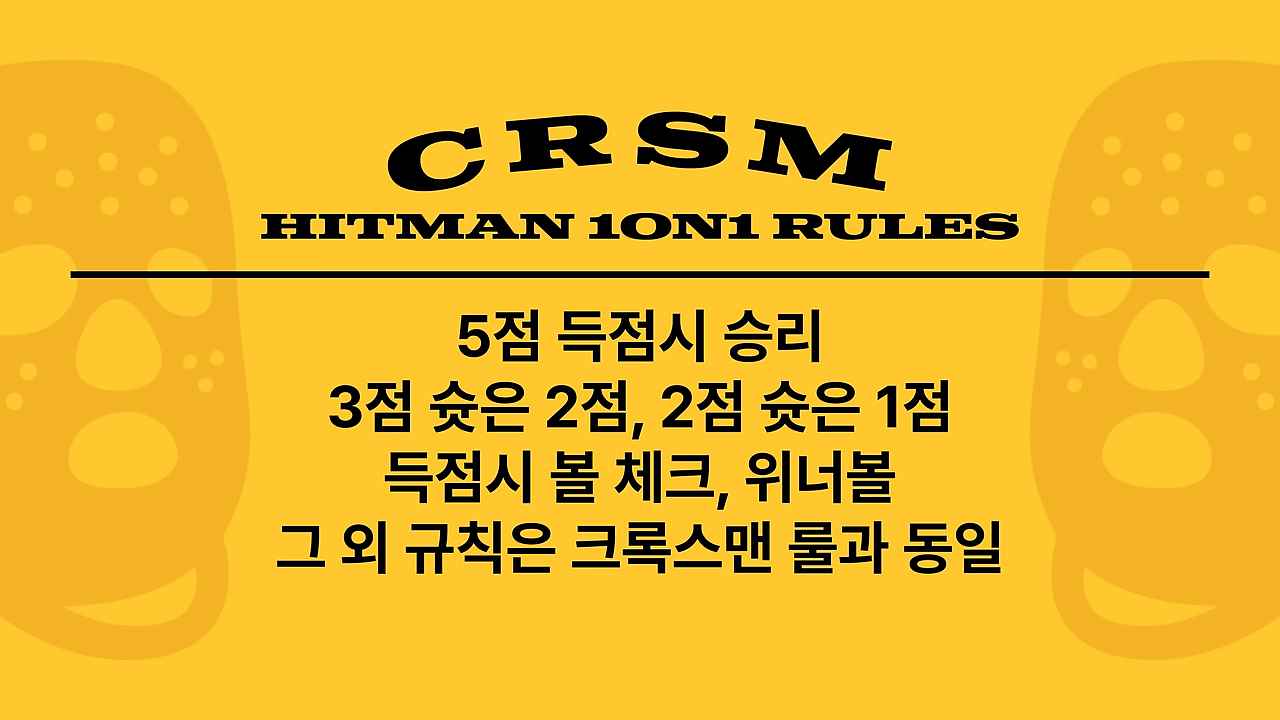 CRSM
HITMAN 1ON1 RULES
5점 득점시 승리
3점 슛은 2점, 2점 슛은 1점
득점시 볼 체크, 위너볼
그 외 규칙은 크록스맨 룰과 동일